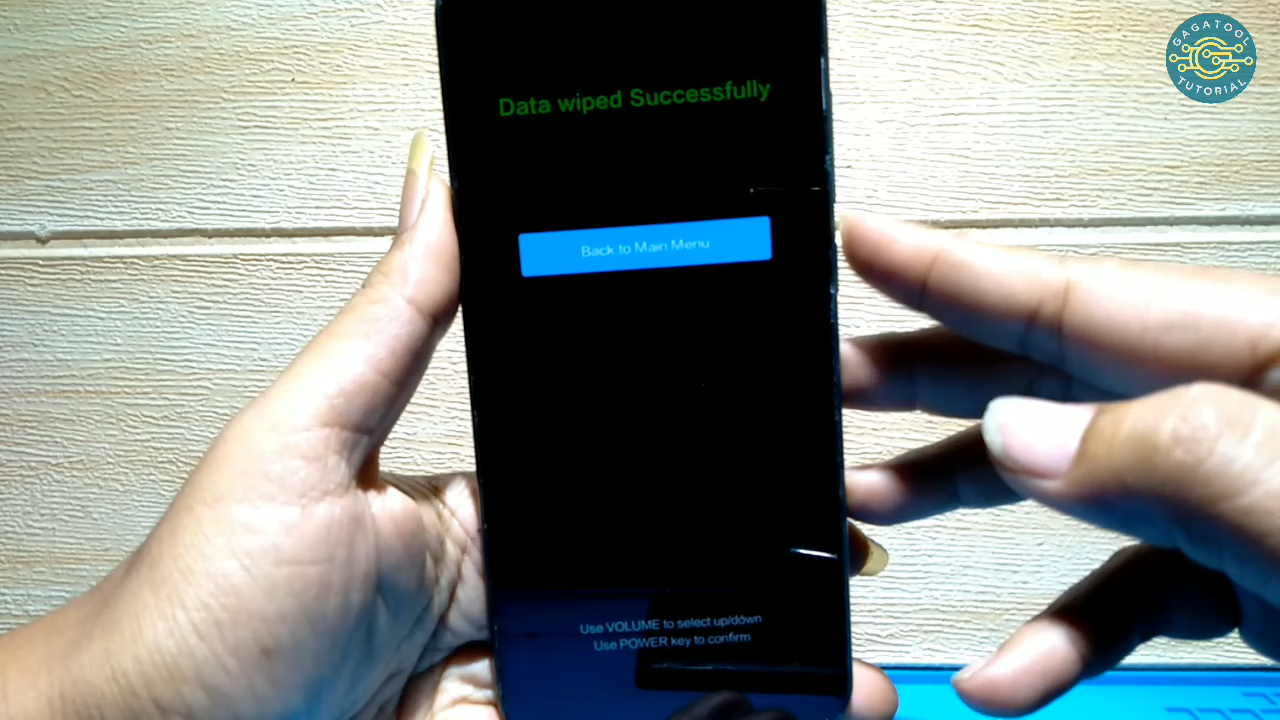 GAGATOOL
TUTORIAL
Data wiped Successfully
Back to Main Menu
Use VOLUME to select up/down
Use POWER key to confirm